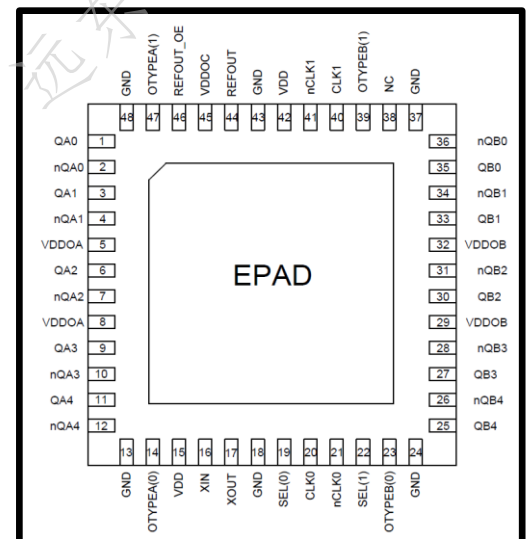 远东
GND OTYPEA(1) REFOUT_OE VDDOC REFOUT GND VDD nCLK1 CLK1 OTYPEB(1) NC GND
48 47 46 45 44 43 42 41 40 39 38 37
QA0 1 36 nQB0
nQA0 2 35 QB0
QA1 3 34 nQB1
nQA1 4 33 QB1
VDDOA 5 32 VDDOB
QA2 6 31 nQB2
EPAD
nQA2 7 30 QB2
VDDOA 8 29 VDDOB
QA3 9 28 nQB3
nQA3 10 27 QB3
QA4 11 26 nQB4
nQA4 12 25 QB4
13 14 15 16 17 18 19 20 21 22 23 24
GND OTYPEA(0) VDD XIN XOUT GND SEL(0) CLK0 nCLK0 SEL(1) OTYPEB(0) GND